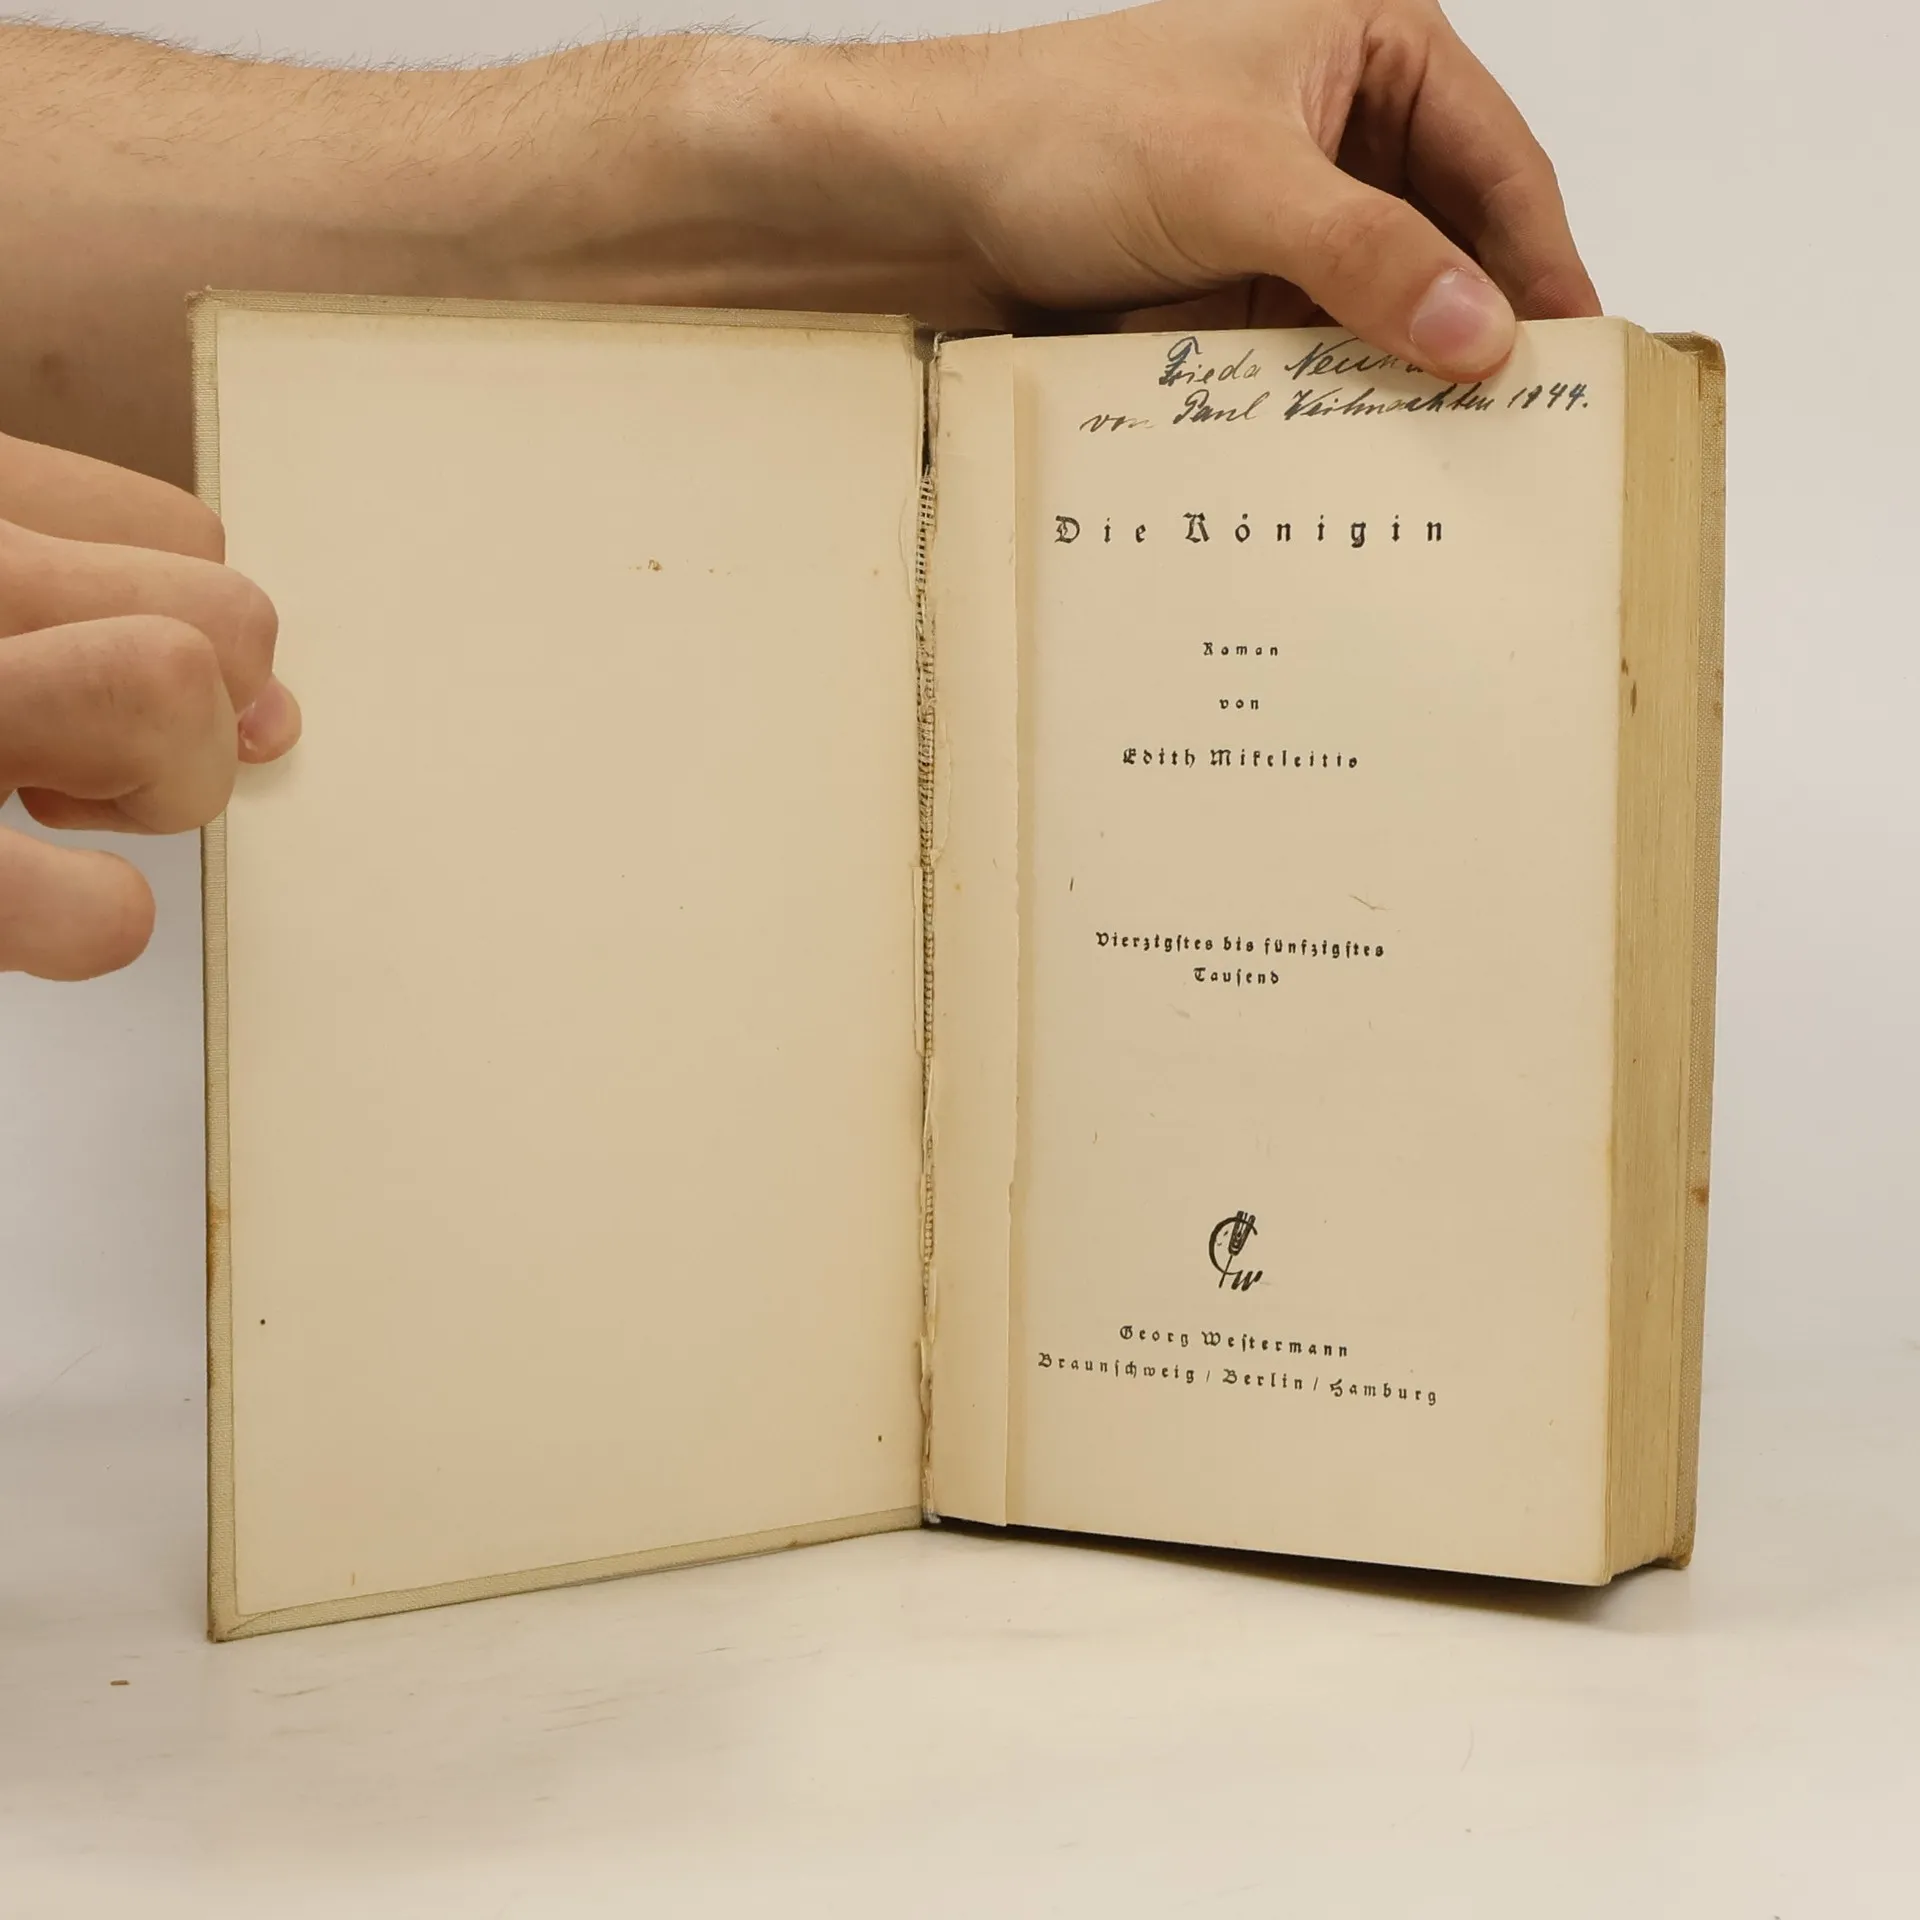 Frieda
von Paul Weihnachten 1944.
Die Königin
Roman
von
Edith Mikeleitis
Vierzigſtes bis fünfzigſtes
Tauſend
W
Georg Weſtermann
Braunſchweig / Berlin / Hamburg